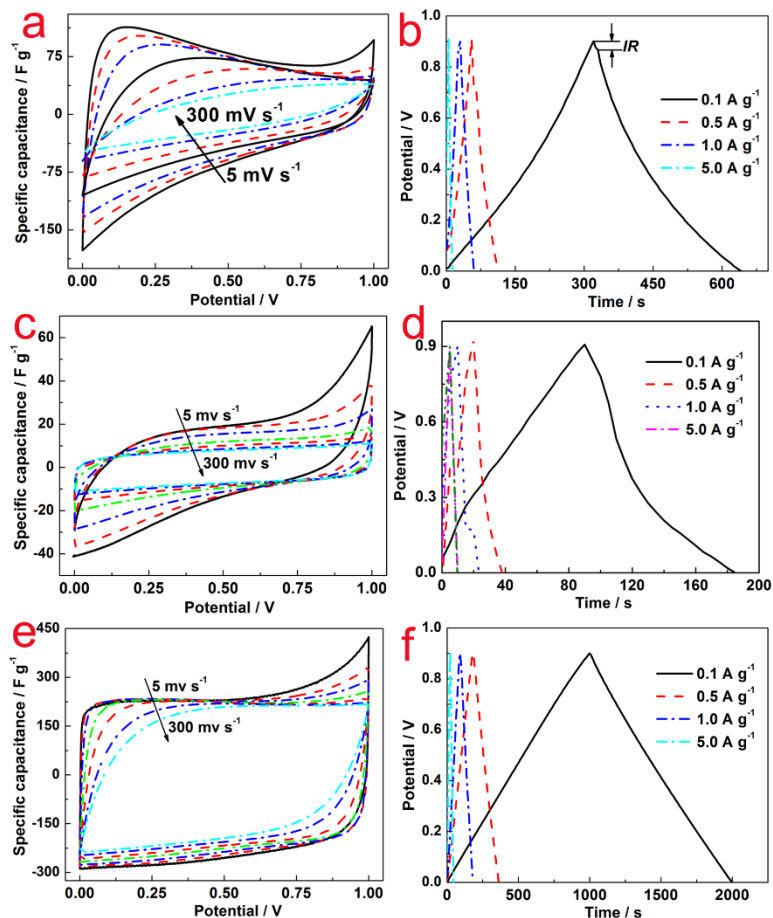 a
Specific capacitance / F g-1
75
0
-75
-150
300 mV s-1
5 mV s-1
0.00
0.25
0.50
0.75
1.00
Potential / V
b
Potential / V
0.8
0.6
0.4
0.2
0.0
IR
0.1 A g-1
0.5 A g-1
1.0 A g-1
5.0 A g-1
0
150
300
450
600
Time / s
c
Specific capacitance / F g-1
60
40
20
0
-20
-40
5 mv s-1
300 mv s-1
0.00
0.25
0.50
0.75
1.00
Potential / V
d
Potential / V
0.9
0.6
0.3
0.0
0.1 A g-1
0.5 A g-1
1.0 A g-1
5.0 A g-1
0
40
80
120
160
200
Time / s
e
Specific capacitance / F g-1
450
300
150
0
-150
-300
5 mv s-1
300 mv s-1
0.00
0.25
0.50
0.75
1.00
Potential / V
f
Potential / V
1.0
0.8
0.6
0.4
0.2
0.0
0.1 A g-1
0.5 A g-1
1.0 A g-1
5.0 A g-1
0
500
1000
1500
2000
Time / s